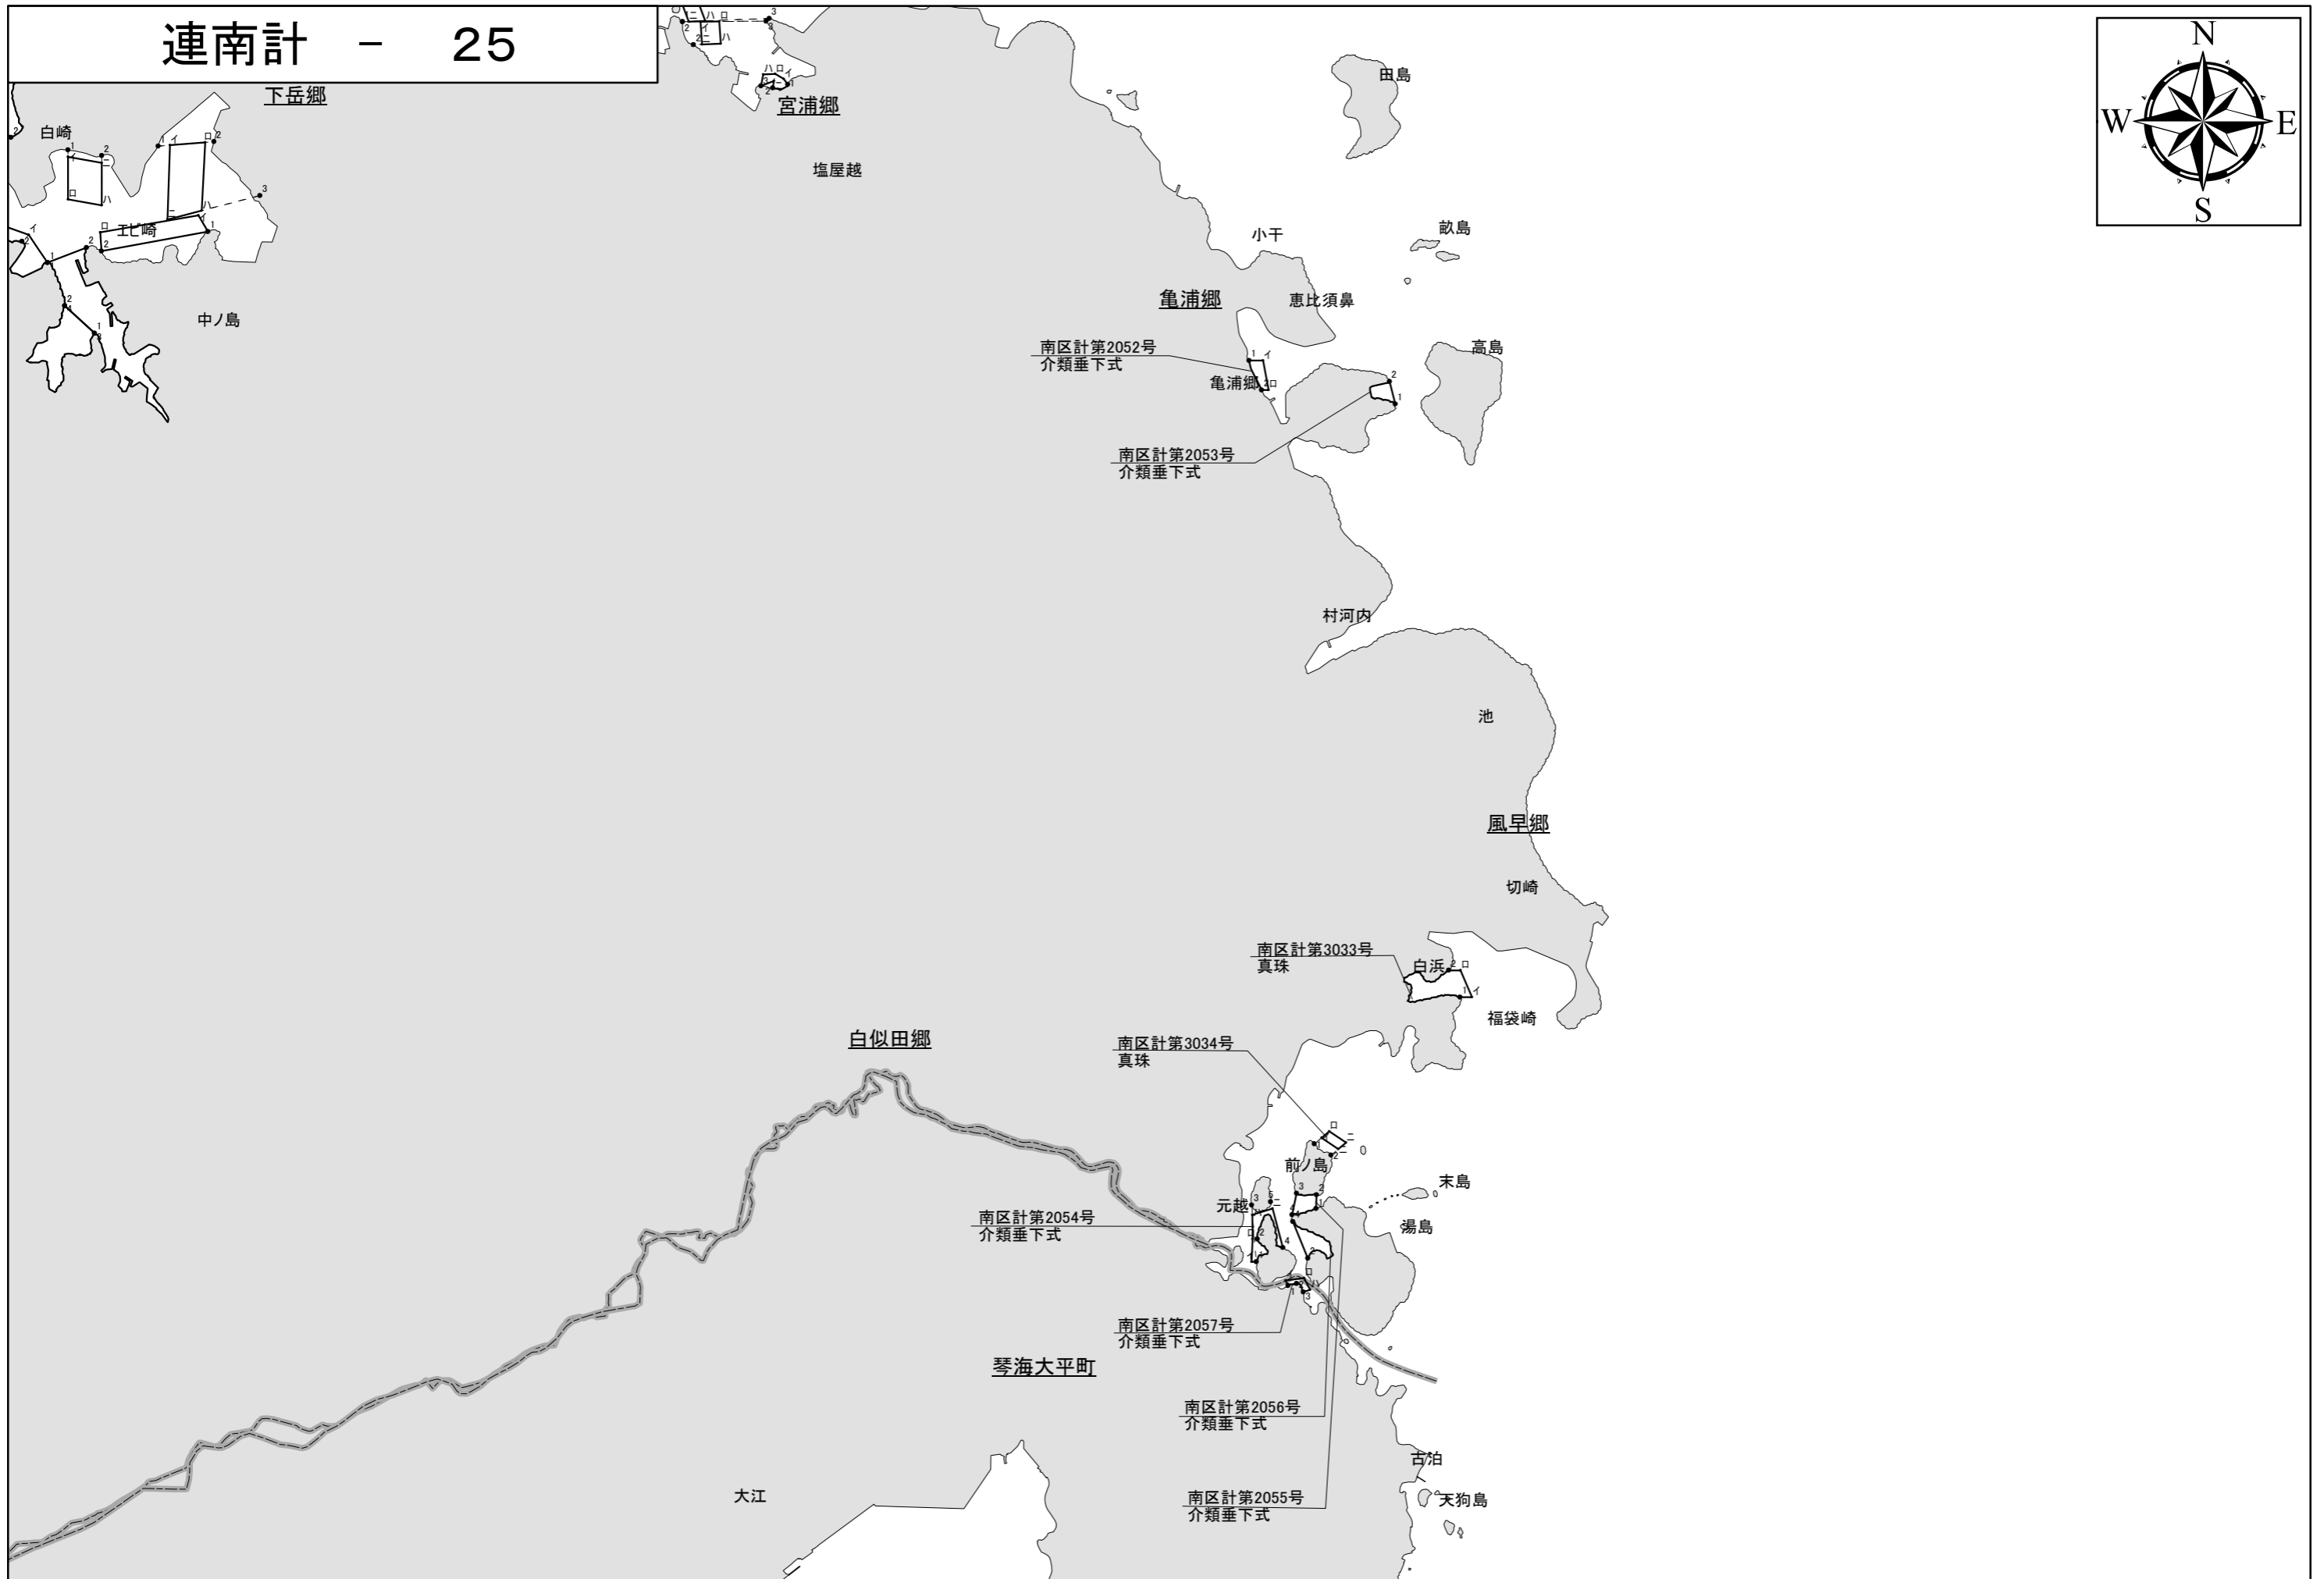 連南計 － 25
N
W
E
S
下岳郷
宮浦郷
田島
白崎
塩屋越
畝島
小干
エビ崎
亀浦郷
恵比須鼻
中ノ島
南区計第2052号
介類垂下式
高島
亀浦郷
南区計第2053号
介類垂下式
村河内
池
風早郷
切崎
南区計第3033号
真珠
白浜
福袋崎
白似田郷
南区計第3034号
真珠
前ノ島
末島
元越
南区計第2054号
介類垂下式
湯島
南区計第2057号
介類垂下式
琴海大平町
南区計第2056号
介類垂下式
古泊
大江
南区計第2055号
介類垂下式
天狗島